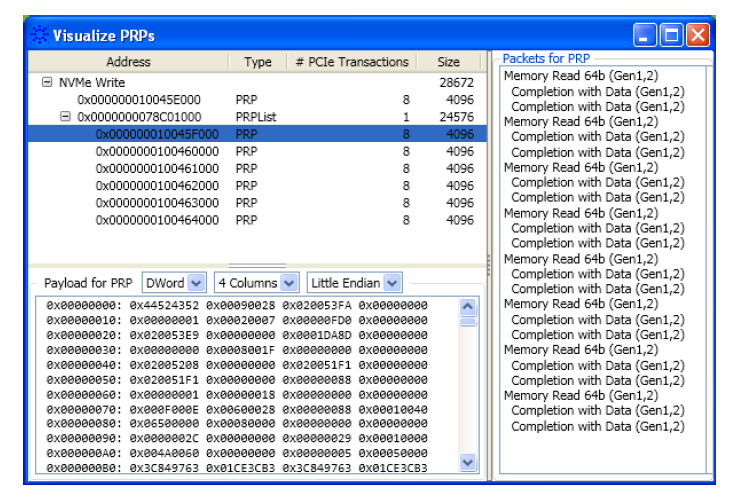 Visualize PRPs
Address Type # PCIe Transactions Size
NVMe Write 28672
0x000000010045E000 PRP 8 4096
0x0000000078C01000 PRPList 1 24576
0x000000010045F000 PRP 8 4096
0x0000000100460000 PRP 8 4096
0x0000000100461000 PRP 8 4096
0x0000000100462000 PRP 8 4096
0x0000000100463000 PRP 8 4096
0x0000000100464000 PRP 8 4096
Payload for PRP DWord 4 Columns Little Endian
0x00000000: 0x44524352 0x00090028 0x020053FA 0x00000000
0x00000010: 0x00000001 0x00020007 0x00000FD0 0x00000000
0x00000020: 0x020053E9 0x00000000 0x0001DA8D 0x00000000
0x00000030: 0x00000000 0x0008001F 0x00000000 0x00000000
0x00000040: 0x02005208 0x00000000 0x020051F1 0x00000000
0x00000050: 0x020051F1 0x00000000 0x00000088 0x00000000
0x00000060: 0x00000001 0x00000018 0x00000000 0x00000000
0x00000070: 0x000F000E 0x00600028 0x00000088 0x00010040
0x00000080: 0x06500000 0x00080000 0x00000000 0x00000000
0x00000090: 0x0000002C 0x00000000 0x00000029 0x00010000
0x000000A0: 0x004A0060 0x00000000 0x00000005 0x00050000
0x000000B0: 0x3C849763 0x01CE3CB3 0x3C849763 0x01CE3CB3
Packets for PRP
Memory Read 64b (Gen1,2)
Completion with Data (Gen1,2)
Completion with Data (Gen1,2)
Memory Read 64b (Gen1,2)
Completion with Data (Gen1,2)
Completion with Data (Gen1,2)
Memory Read 64b (Gen1,2)
Completion with Data (Gen1,2)
Completion with Data (Gen1,2)
Memory Read 64b (Gen1,2)
Completion with Data (Gen1,2)
Completion with Data (Gen1,2)
Memory Read 64b (Gen1,2)
Completion with Data (Gen1,2)
Completion with Data (Gen1,2)
Memory Read 64b (Gen1,2)
Completion with Data (Gen1,2)
Completion with Data (Gen1,2)
Memory Read 64b (Gen1,2)
Completion with Data (Gen1,2)
Completion with Data (Gen1,2)
Memory Read 64b (Gen1,2)
Completion with Data (Gen1,2)
Completion with Data (Gen1,2)